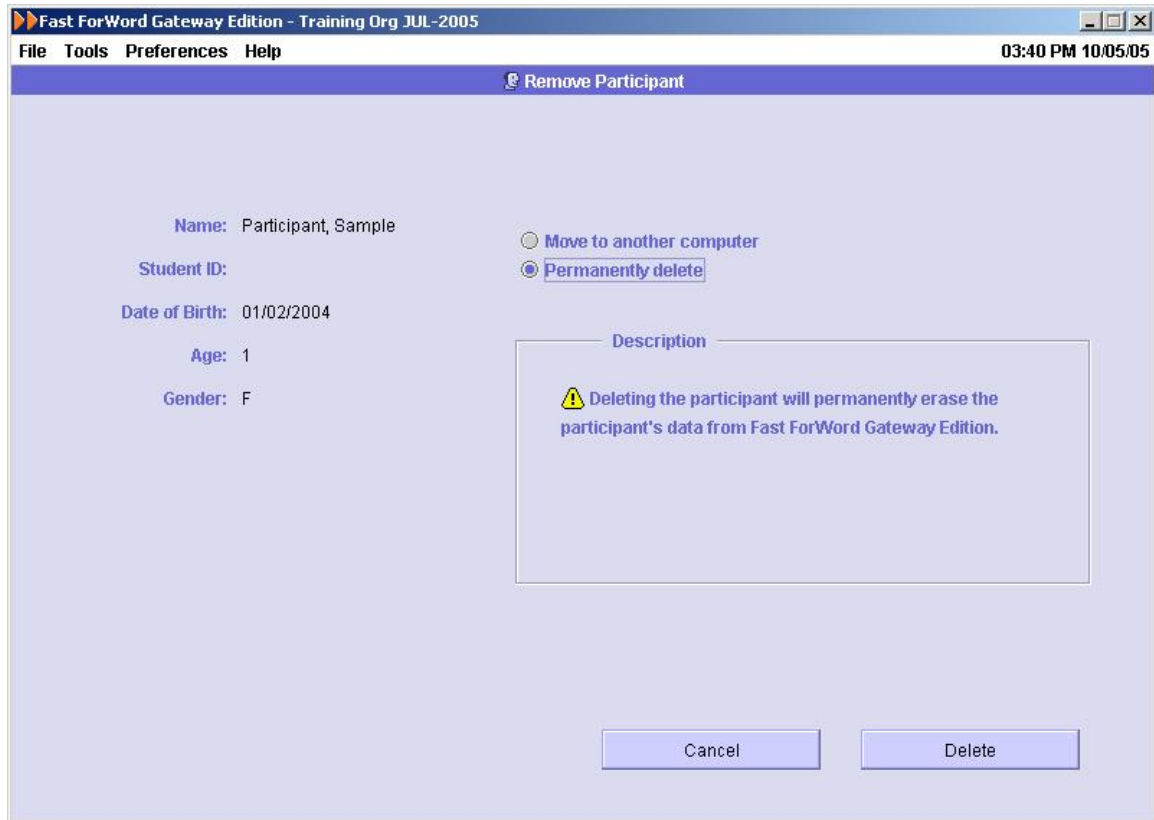 Fast ForWord Gateway Edition - Training Org JUL-2005
File Tools Preferences Help 03:40 PM 10/05/05
Remove Participant
Name: Participant, Sample
Student ID:
Date of Birth: 01/02/2004
Age: 1
Gender: F
Move to another computer
Permanently delete
Description
Deleting the participant will permanently erase the
participant's data from Fast ForWord Gateway Edition.
Cancel Delete